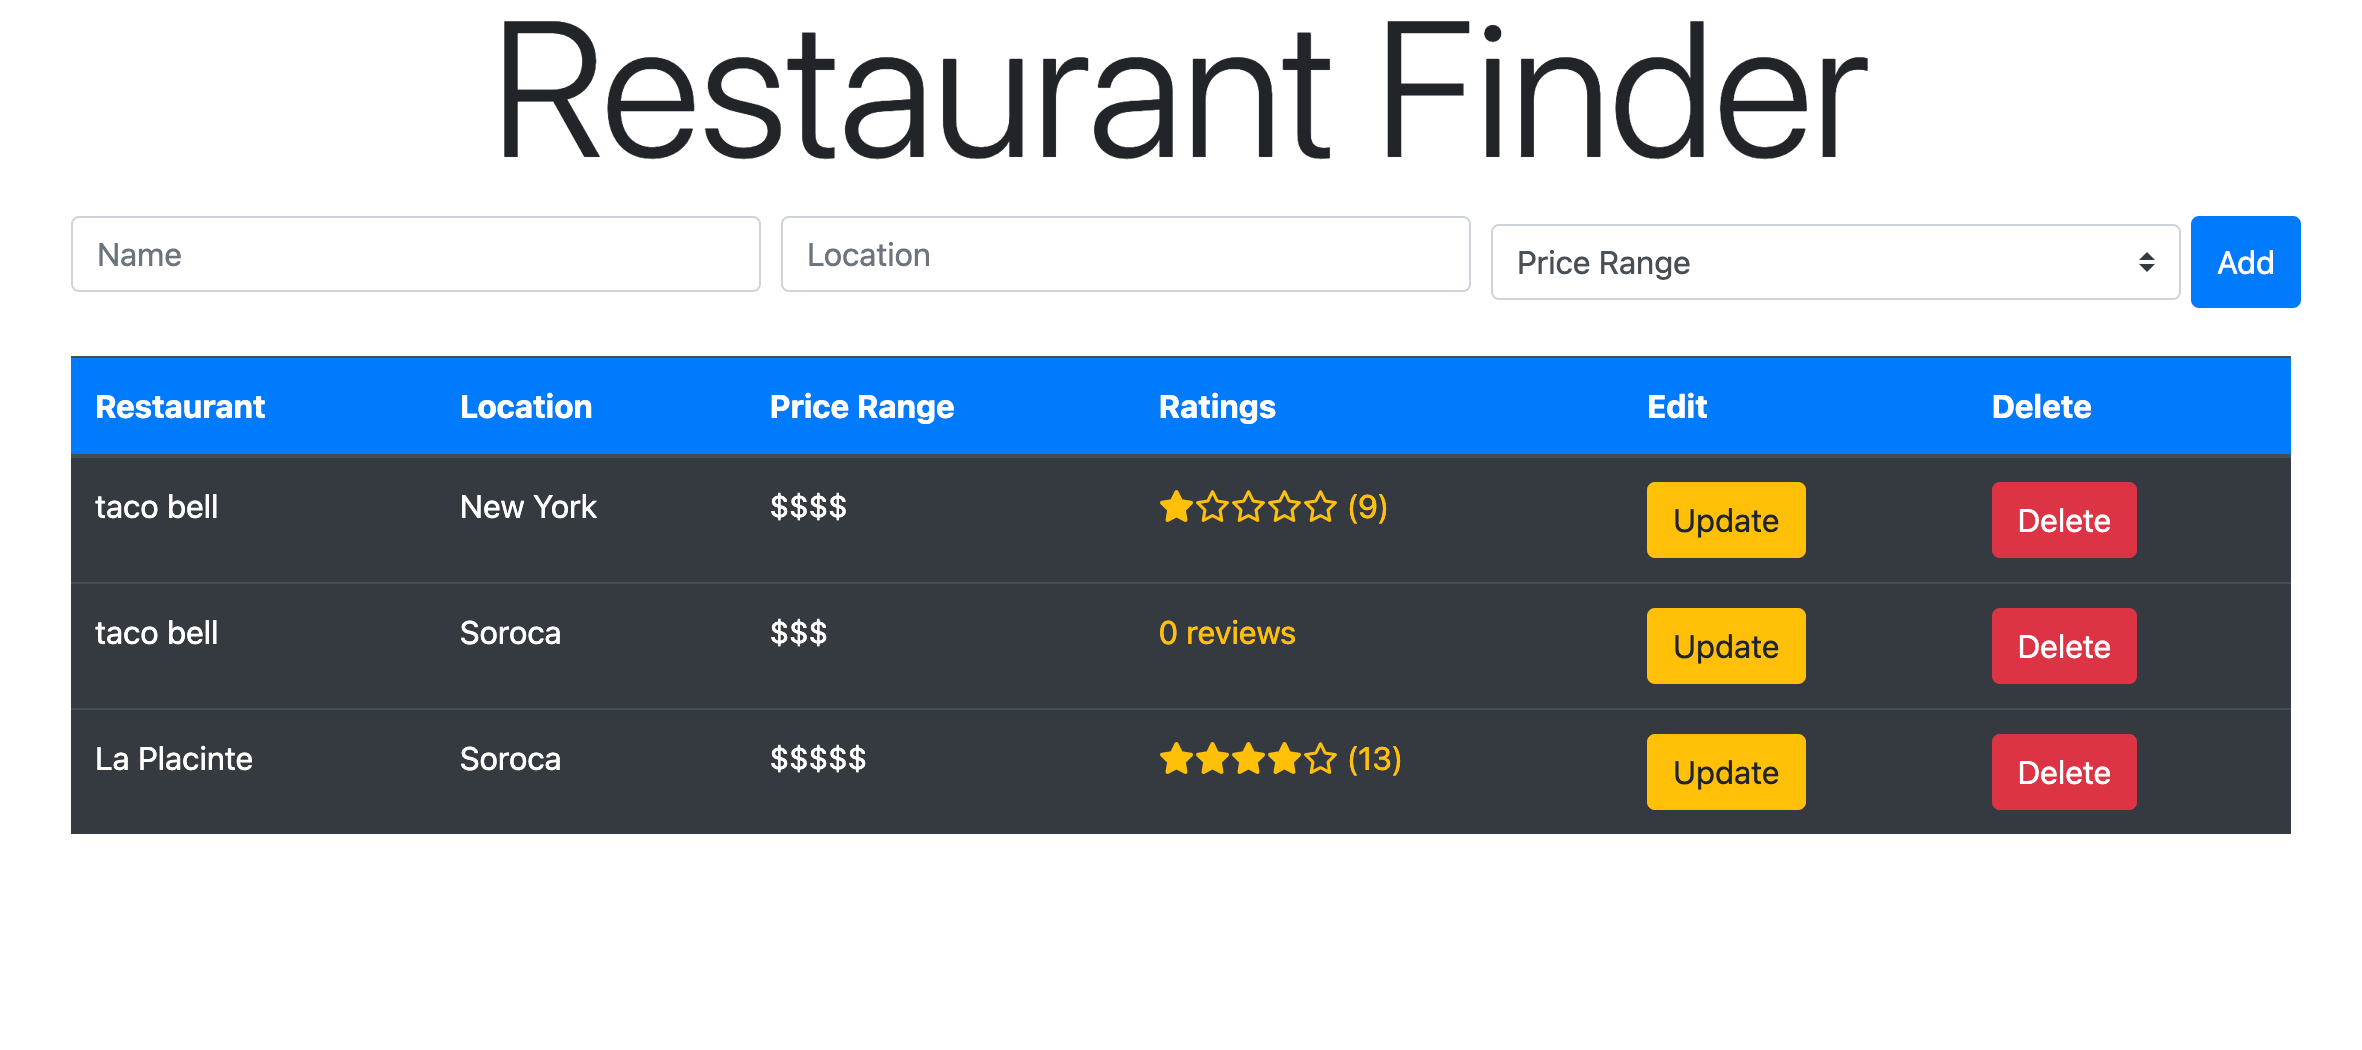 Restaurant Finder
Name Location Price Range Add
Restaurant Location Price Range Ratings Edit Delete
taco bell New York $$$$ (9) Update Delete
taco bell Soroca $$$ 0 reviews Update Delete
La Placinte Soroca $$$$$ (13) Update Delete